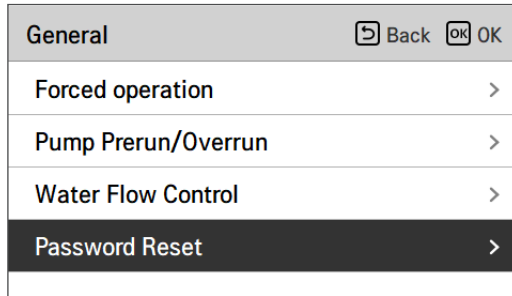 General Back OK OK
Forced operation >
Pump Prerun/Overrun >
Water Flow Control >
Password Reset >